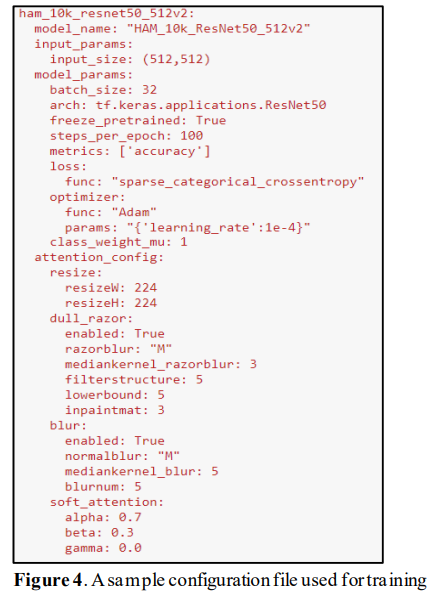 ham_10k_resnet50_512v2:
model_name: "HAM_10k_ResNet50_512v2"
input_params:
input_size: (512,512)
model_params:
batch_size: 32
arch: tf.keras.applications.ResNet50
freeze_pretrained: True
steps_per_epoch: 100
metrics: ['accuracy']
loss:
func: "sparse_categorical_crossentropy"
optimizer:
func: "Adam"
params: "{'learning_rate':1e-4}"
class_weight_mu: 1
attention_config:
resize:
resizeW: 224
resizeH: 224
dull_razor:
enabled: True
razorblur: "M"
mediankernel_razorblur: 3
filterstructure: 5
lowerbound: 5
inpaintmat: 3
blur:
enabled: True
normalblur: "M"
mediankernel_blur: 5
blurnum: 5
soft_attention:
alpha: 0.7
beta: 0.3
gamma: 0.0
Figure 4. A sample configuration file used for training